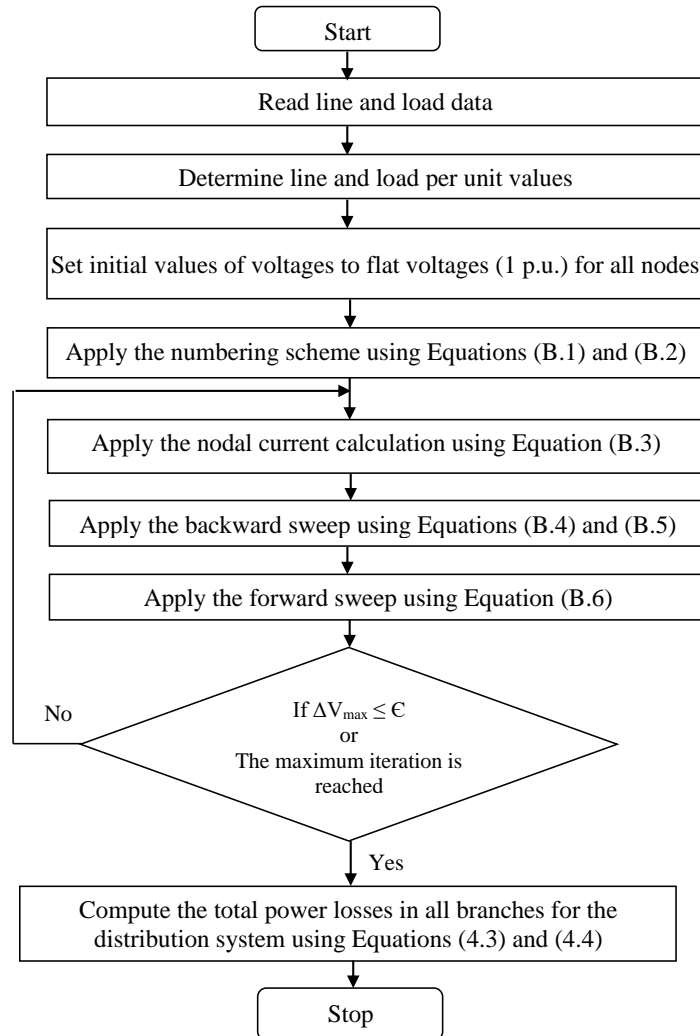 Start
Read line and load data
Determine line and load per unit values
Set initial values of voltages to flat voltages (1 p.u.) for all nodes
Apply the numbering scheme using Equations (B.1) and (B.2)
Apply the nodal current calculation using Equation (B.3)
Apply the backward sweep using Equations (B.4) and (B.5)
Apply the forward sweep using Equation (B.6)
No
If ΔVmax ≤ Є
or
The maximum iteration is
reached
Yes
Compute the total power losses in all branches for the
distribution system using Equations (4.3) and (4.4)
Stop